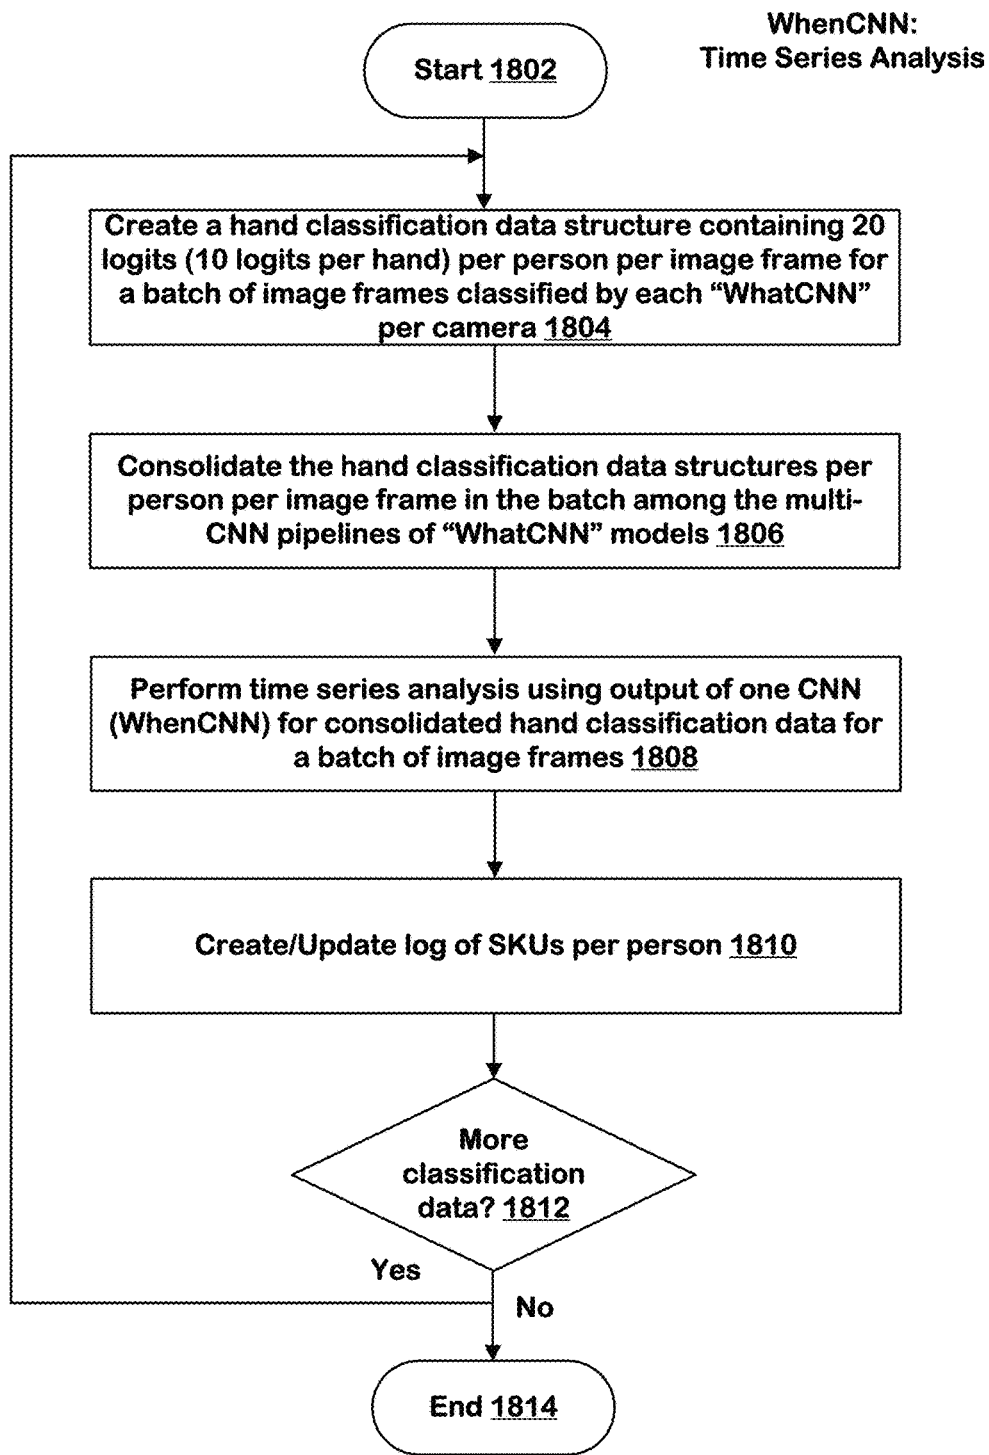 WhenCNN:
Time Series Analysis
Start 1802
Create a hand classification data structure containing 20
logits (10 logits per hand) per person per image frame for
a batch of image frames classified by each “WhatCNN”
per camera 1804
Consolidate the hand classification data structures per
person per image frame in the batch among the multi-
CNN pipelines of “WhatCNN” models 1806
Perform time series analysis using output of one CNN
(WhenCNN) for consolidated hand classification data for
a batch of image frames 1808
Create/Update log of SKUs per person 1810
More
classification
data? 1812
Yes
No
End 1814